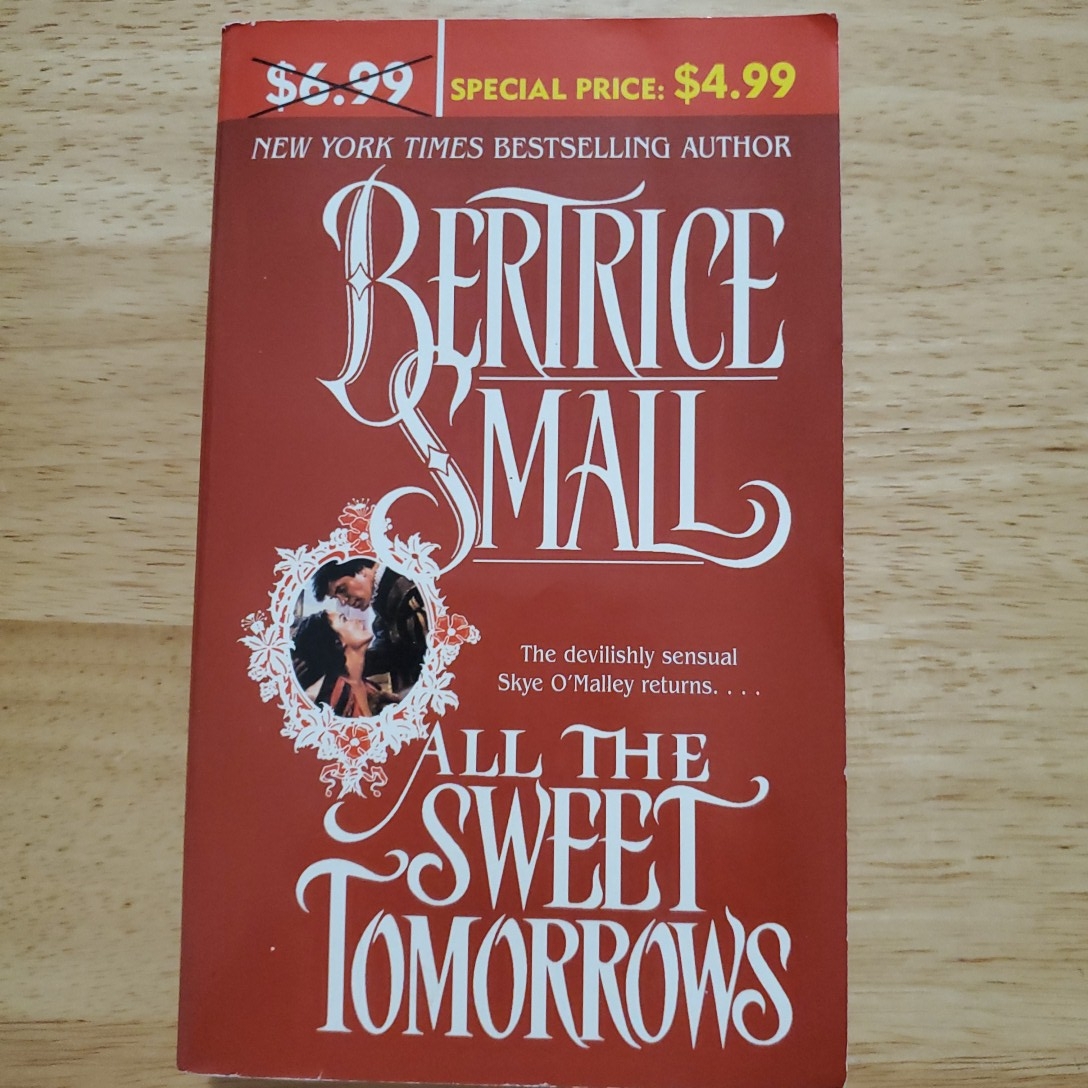 $6.99 SPECIAL PRICE: $4.99
NEW YORK TIMES BESTSELLING AUTHOR
BERTRICE
SMALL
The devilishly sensual
Skye O'Malley returns. . . .
ALL THE
SWEET
TOMORROWS